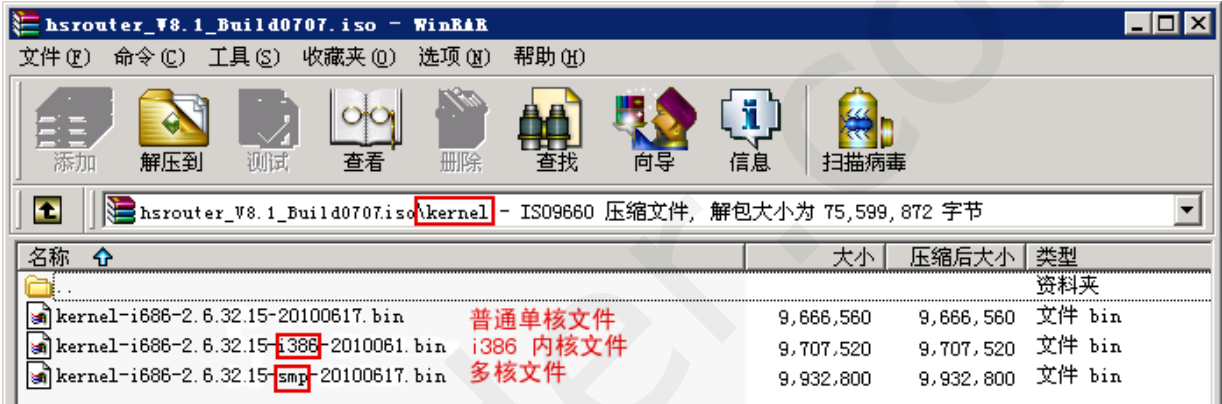 hsrouter_V8.1_Build0707.iso - WinRAR
文件(F) 命令(C) 工具(S) 收藏夹(O) 选项(N) 帮助(H)
添加 解压到 测试 查看 删除 查找 向导 信息 扫描病毒
hsrouter_V8.1_Build0707.iso\kernel - ISO9660 压缩文件, 解包大小为 75,599,872 字节
名称 大小 压缩后大小 类型
.. 资料夹
kernel-i686-2.6.32.15-20100617.bin 普通单核文件 9,666,560 9,666,560 文件 bin
kernel-i686-2.6.32.15-i386-2010061.bin i386 内核文件 9,707,520 9,707,520 文件 bin
kernel-i686-2.6.32.15-smp-20100617.bin 多核文件 9,932,800 9,932,800 文件 bin